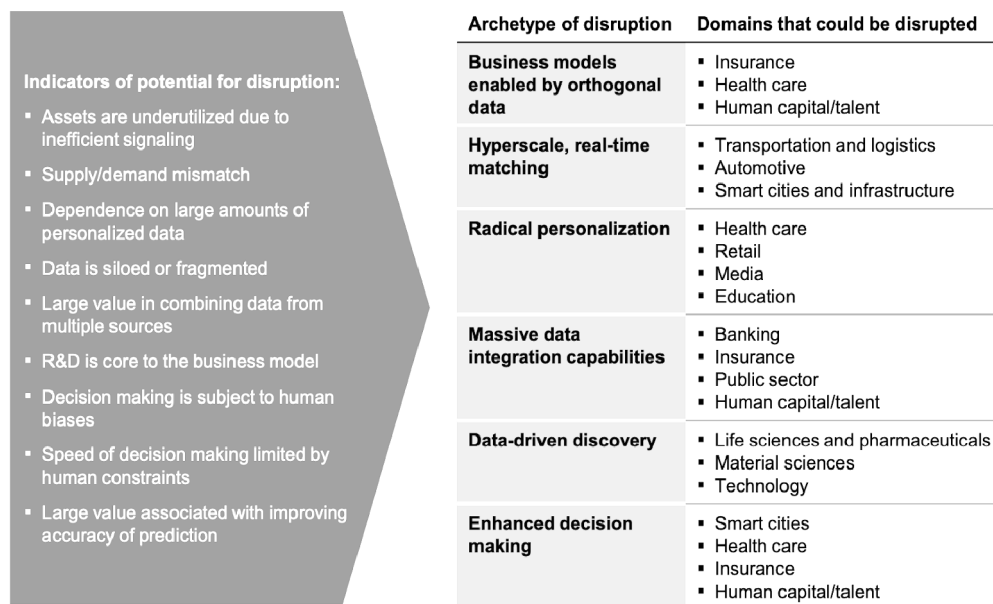 Indicators of potential for disruption:
▪ Assets are underutilized due to
inefficient signaling
▪ Supply/demand mismatch
▪ Dependence on large amounts of
personalized data
▪ Data is siloed or fragmented
▪ Large value in combining data from
multiple sources
▪ R&D is core to the business model
▪ Decision making is subject to human
biases
▪ Speed of decision making limited by
human constraints
▪ Large value associated with improving
accuracy of prediction
Archetype of disruption
Domains that could be disrupted
Business models
enabled by orthogonal
data
▪ Insurance
▪ Health care
▪ Human capital/talent
Hyperscale, real-time
matching
▪ Transportation and logistics
▪ Automotive
▪ Smart cities and infrastructure
Radical personalization
▪ Health care
▪ Retail
▪ Media
▪ Education
Massive data
integration capabilities
▪ Banking
▪ Insurance
▪ Public sector
▪ Human capital/talent
Data-driven discovery
▪ Life sciences and pharmaceuticals
▪ Material sciences
▪ Technology
Enhanced decision
making
▪ Smart cities
▪ Health care
▪ Insurance
▪ Human capital/talent